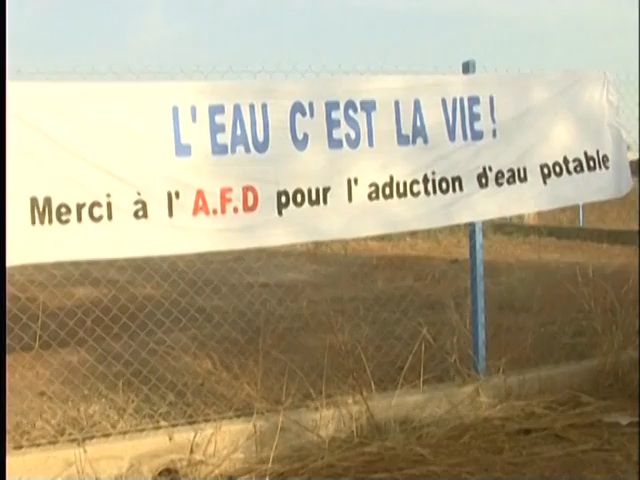 L'EAU C'EST LA VIE!
Merci à l' A.F.D pour l' aduction d'eau potable